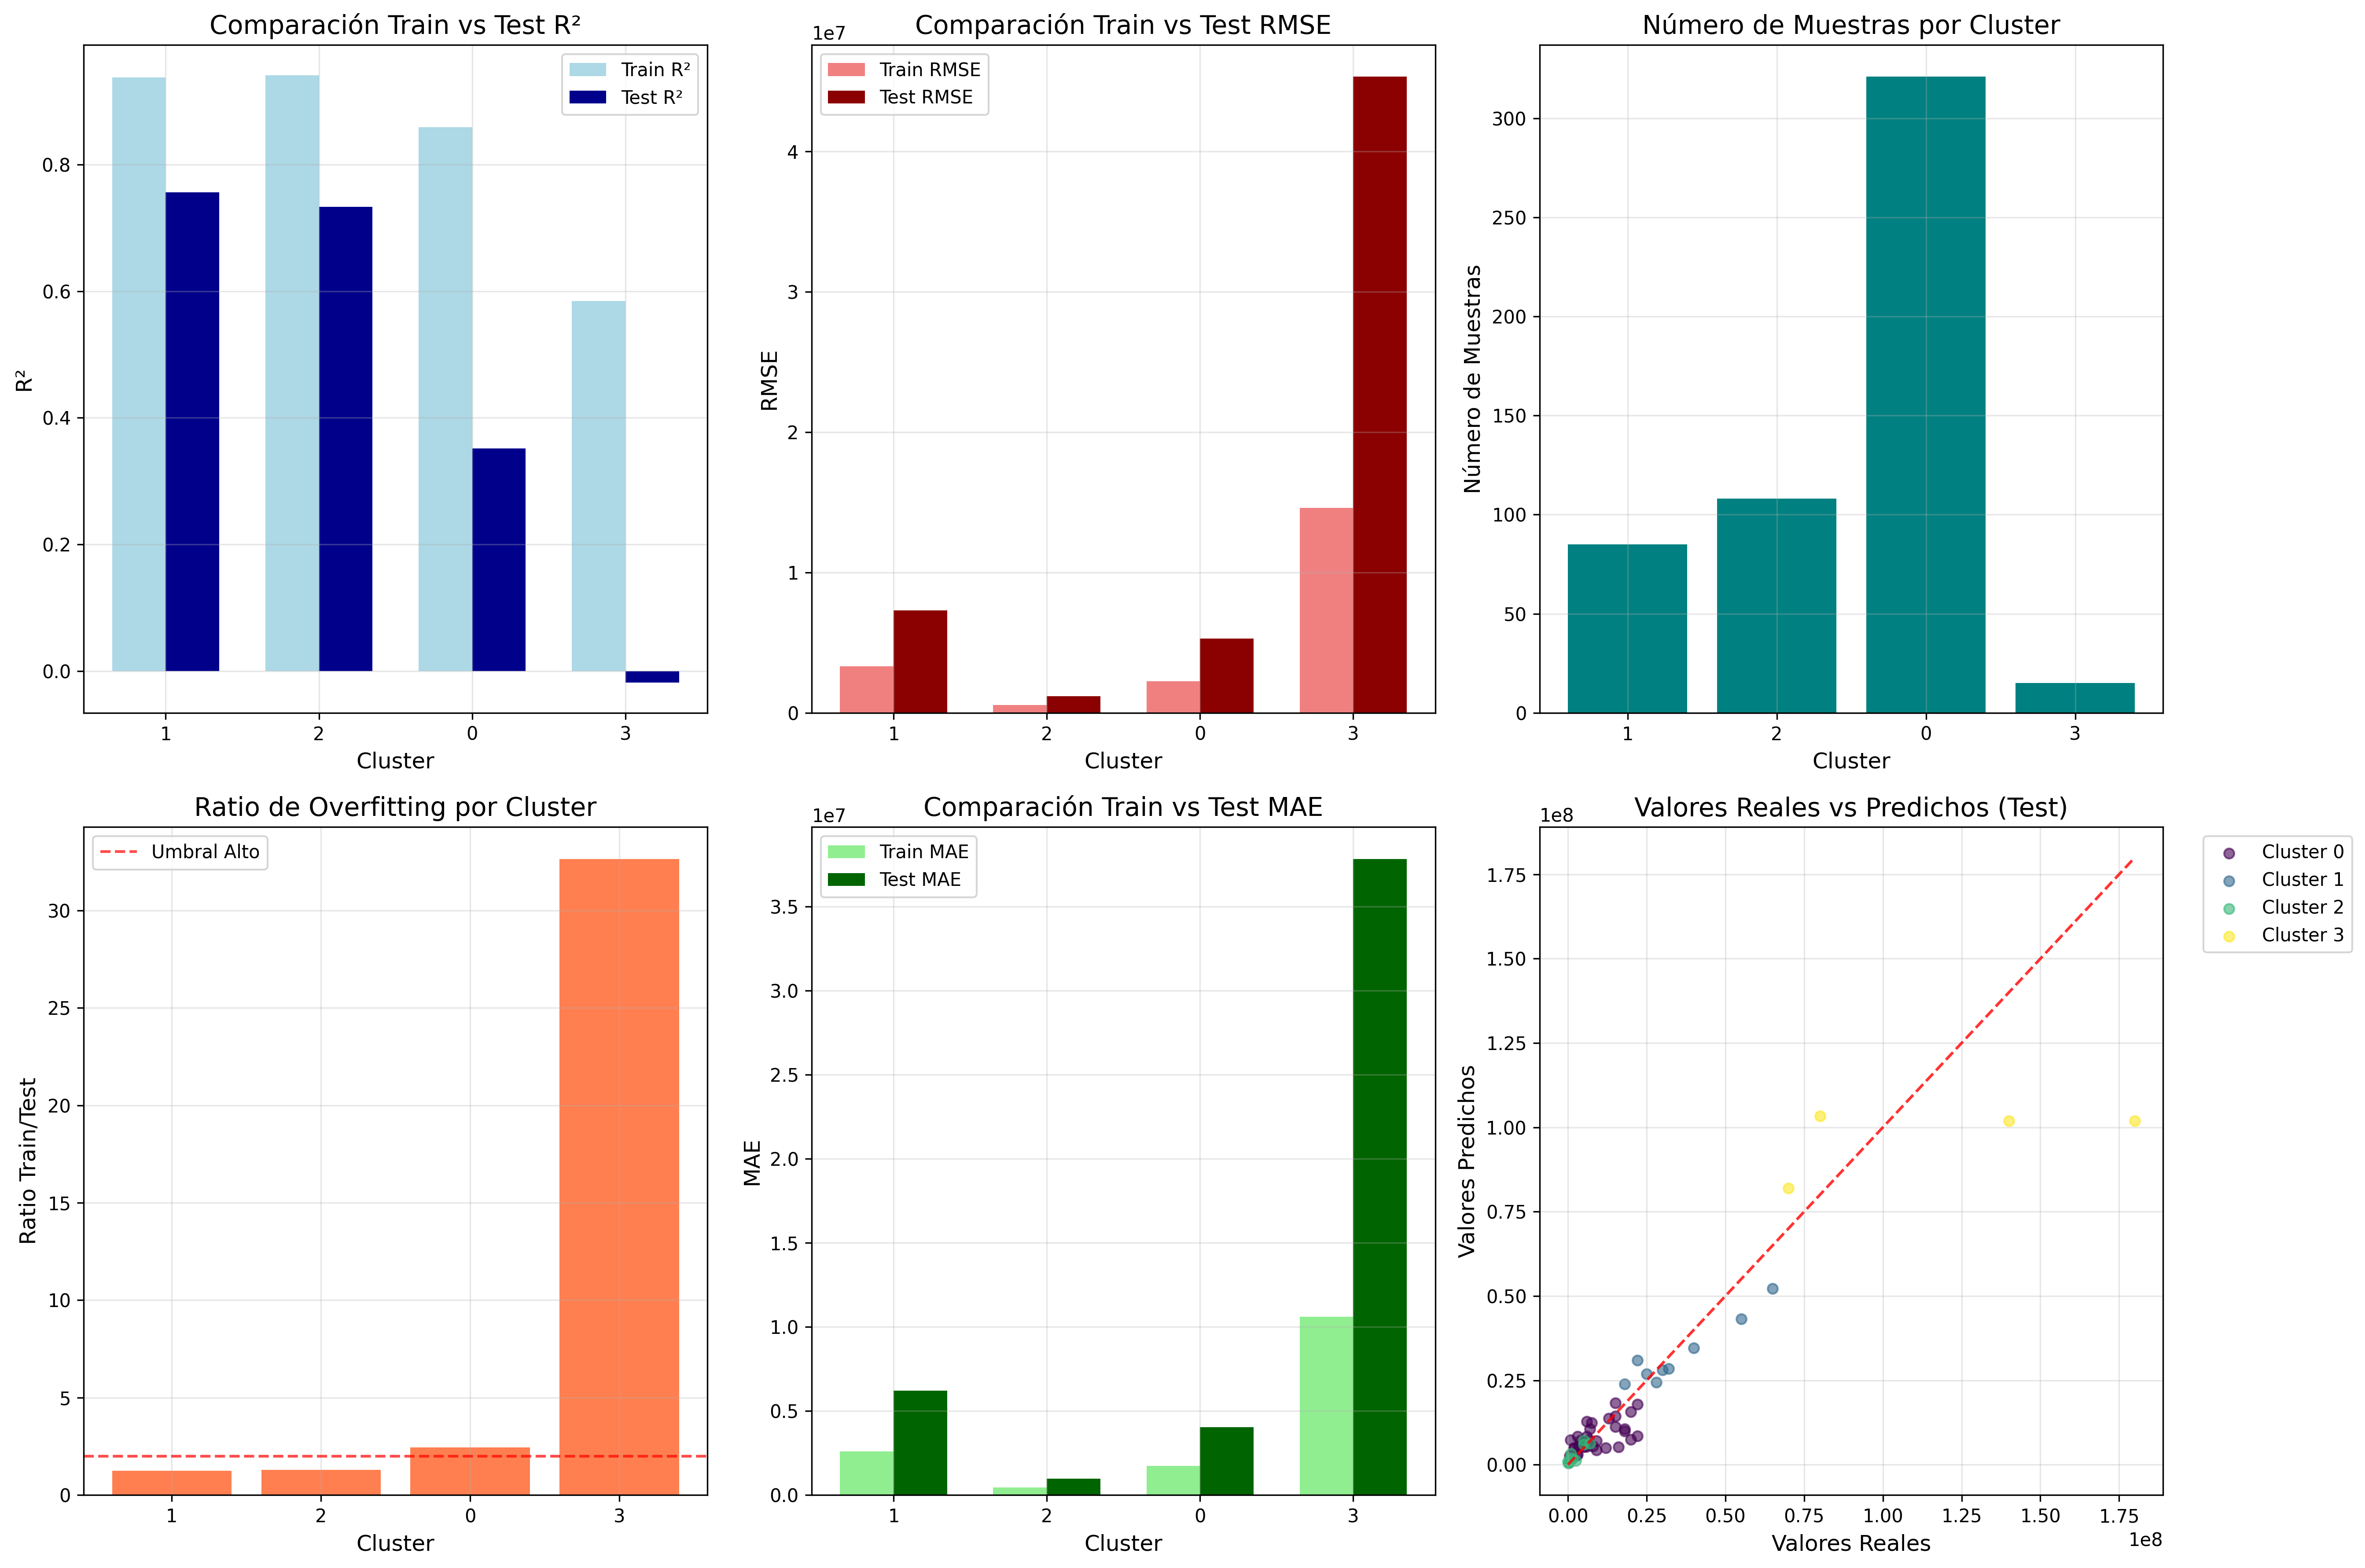 Comparación Train vs Test R²
Train R²
Test R²
R²
0.8
0.6
0.4
0.2
0.0
1 2 0 3
Cluster
Comparación Train vs Test RMSE
1e7
Train RMSE
Test RMSE
RMSE
4
3
2
1
0
1 2 0 3
Cluster
Número de Muestras por Cluster
Número de Muestras
300
250
200
150
100
50
0
1 2 0 3
Cluster
Ratio de Overfitting por Cluster
Umbral Alto
Ratio Train/Test
30
25
20
15
10
5
0
1 2 0 3
Cluster
Comparación Train vs Test MAE
1e7
Train MAE
Test MAE
MAE
3.5
3.0
2.5
2.0
1.5
1.0
0.5
0.0
1 2 0 3
Cluster
Valores Reales vs Predichos (Test)
1e8
Valores Predichos
1.75
1.50
1.25
1.00
0.75
0.50
0.25
0.00
0.00 0.25 0.50 0.75 1.00 1.25 1.50 1.75
1e8
Valores Reales
Cluster 0
Cluster 1
Cluster 2
Cluster 3